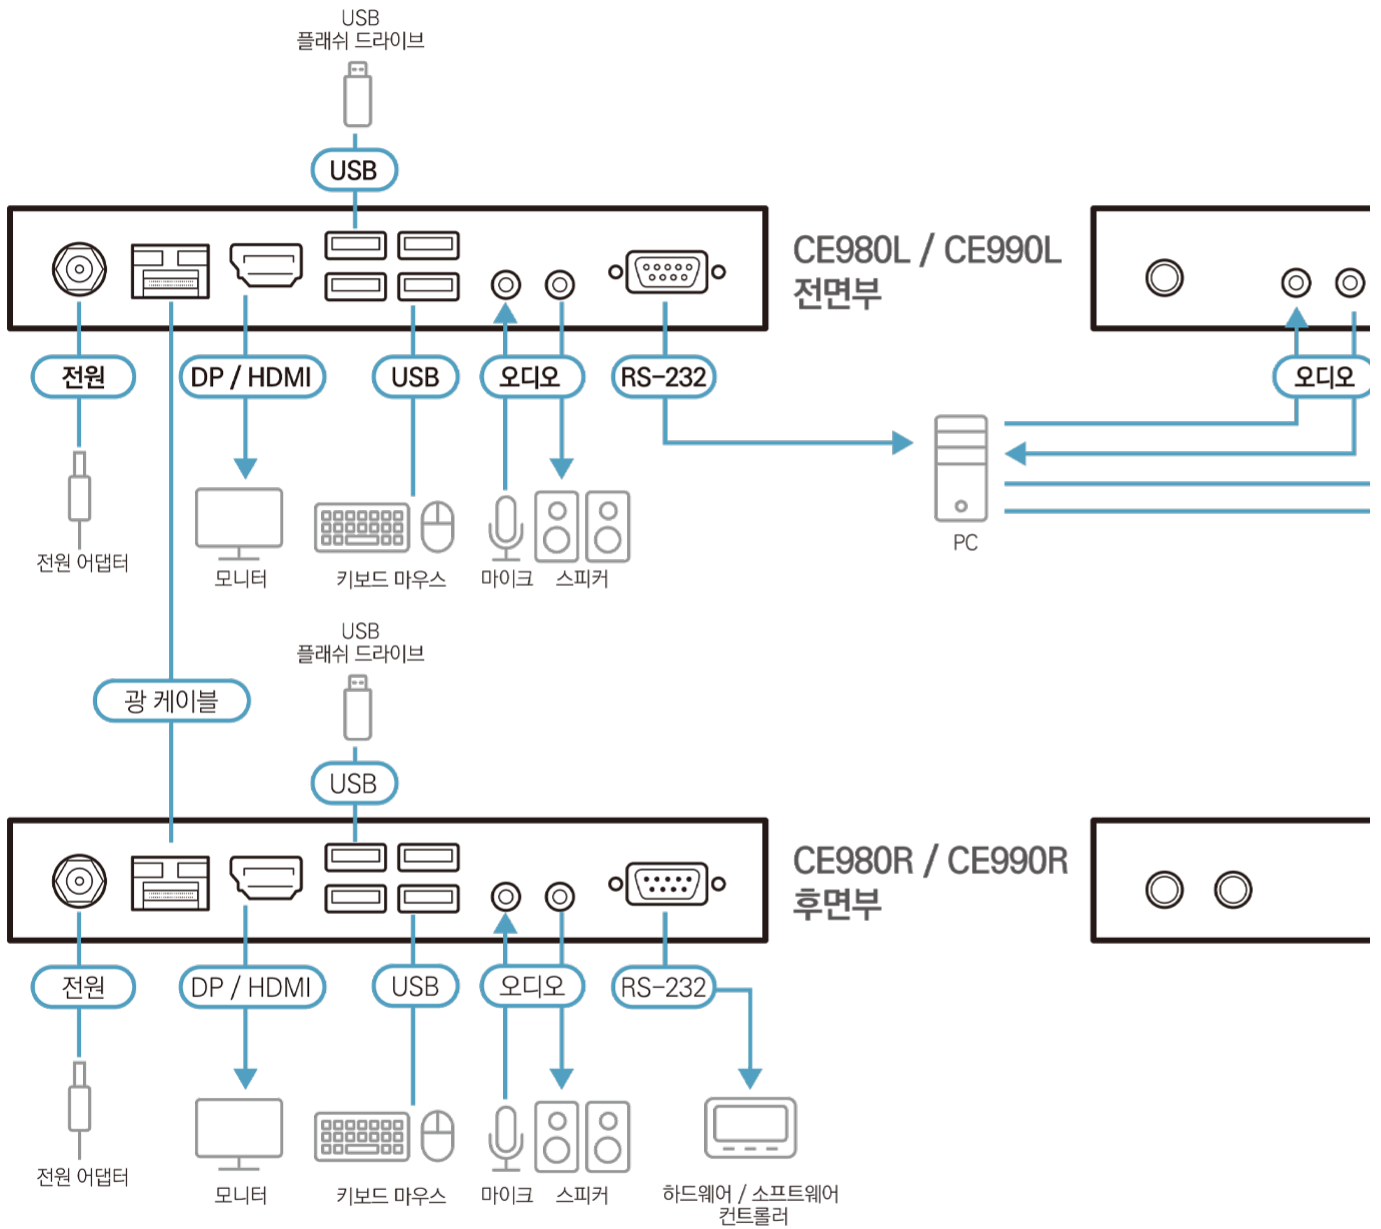 USB
플래쉬 드라이브
USB
CE980L / CE990L
전면부
전원
DP / HDMI
USB
오디오
RS-232
오디오
PC
전원 어댑터
모니터
키보드 마우스
마이크
스피커
USB
플래쉬 드라이브
광 케이블
USB
CE980R / CE990R
후면부
전원
DP / HDMI
USB
오디오
RS-232
전원 어댑터
모니터
키보드 마우스
마이크
스피커
하드웨어 / 소프트웨어
컨트롤러